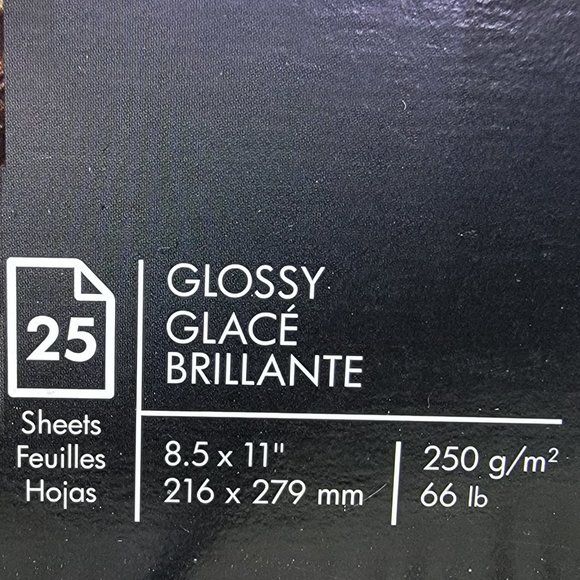 25
Sheets
Feuilles
Hojas
GLOSSY
GLACÉ
BRILLANTE
8.5 x 11"
216 x 279 mm
250 g/m²
66 lb